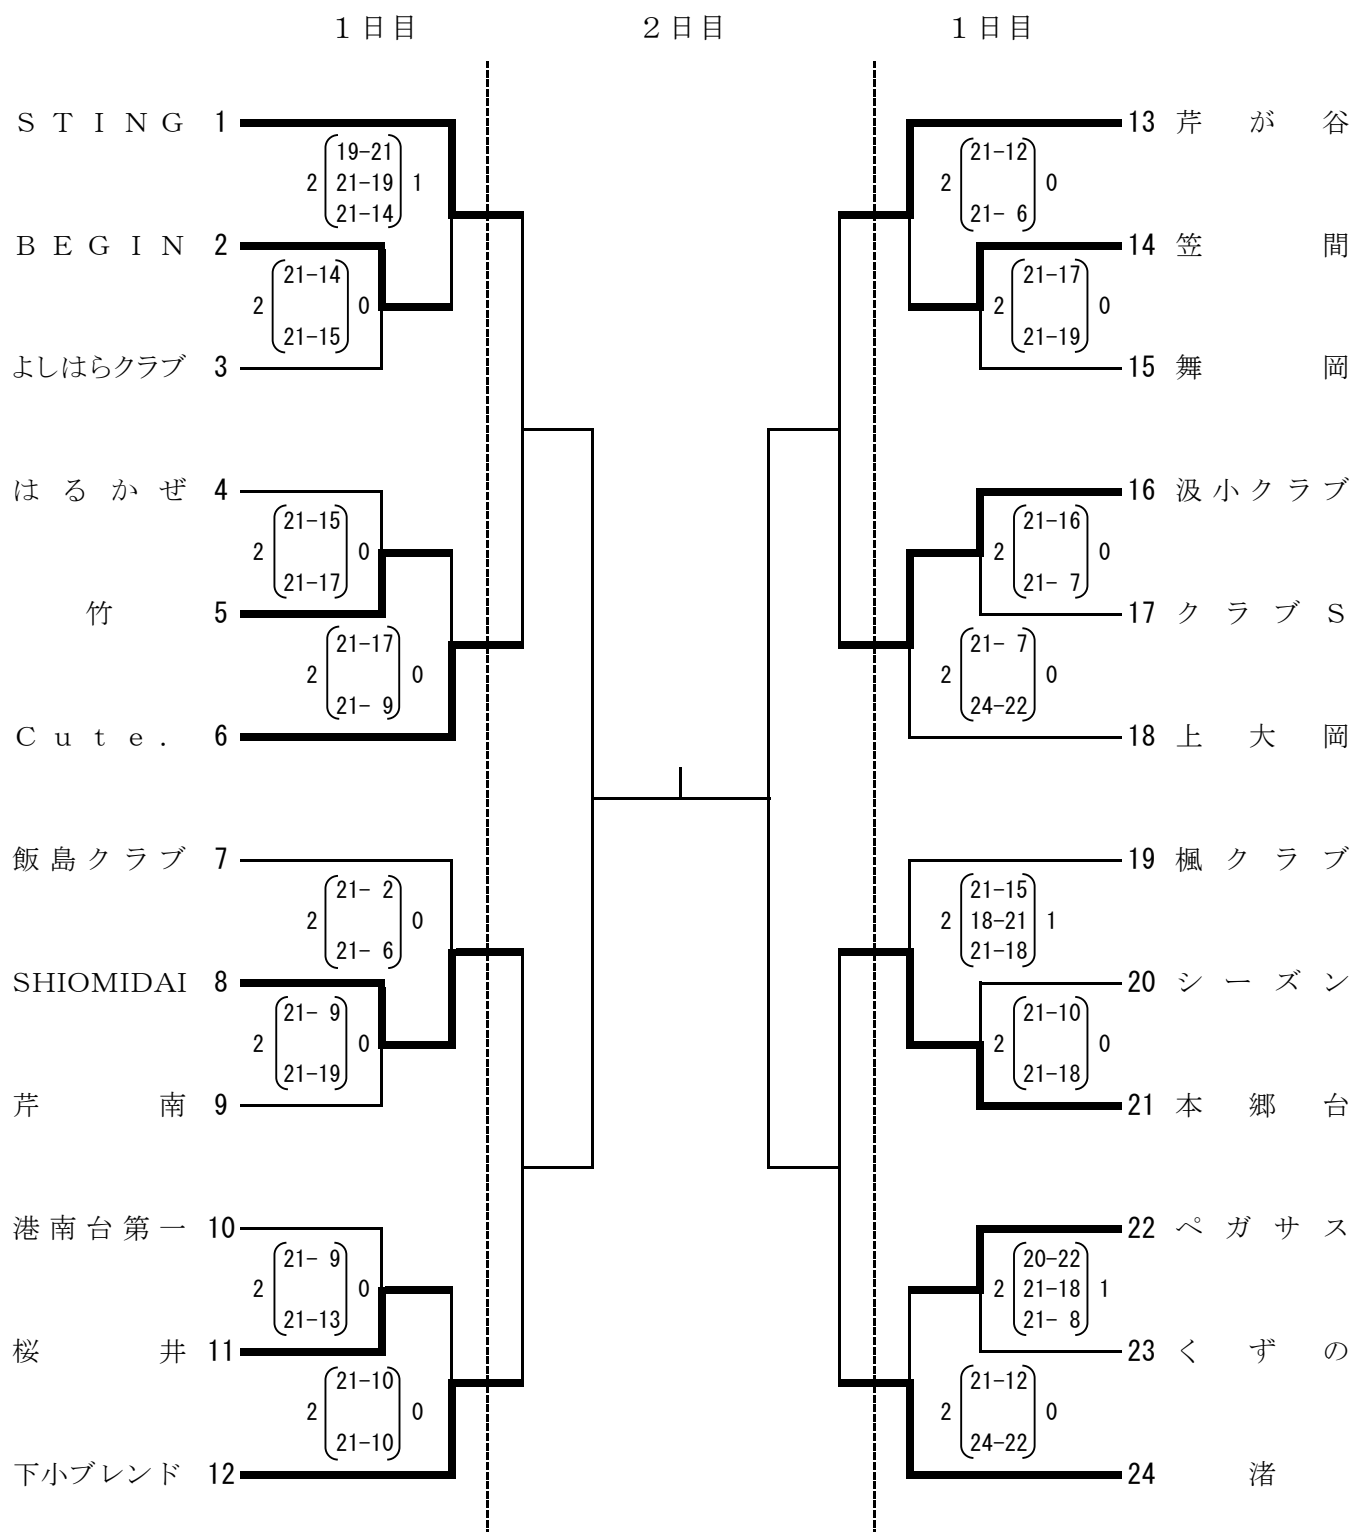 １日目 ２日目 １日目
ＳＴＩＮＧ 1 13 芹が谷
19-21 21-12
2 21-19 1 2 0
21-14 21- 6
ＢＥＧＩＮ 2 14 笠間
21-14 21-17
2 0 2 0
21-15 21-19
よしはらクラブ 3 15 舞岡
はるかぜ 4 16 汲小クラブ
21-15 21-16
2 0 2 0
21-17 21- 7
竹 5 17 クラブＳ
21-17 21- 7
2 0 2 0
21- 9 24-22
Ｃｕｔｅ． 6 18 上大岡
飯島クラブ 7 19 楓クラブ
21- 2 21-15
2 0 2 18-21 1
21- 6 21-18
SHIOMIDAI 8 20 シーズン
21- 9 21-10
2 0 2 0
21-19 21-18
芹南 9 21 本郷台
港南台第一 10 22 ペガサス
21- 9 20-22
2 0 2 21-18 1
21-13 21- 8
桜井 11 23 くずの
21-10 21-12
2 0 2 0
21-10 24-22
下小ブレンド 12 24 渚